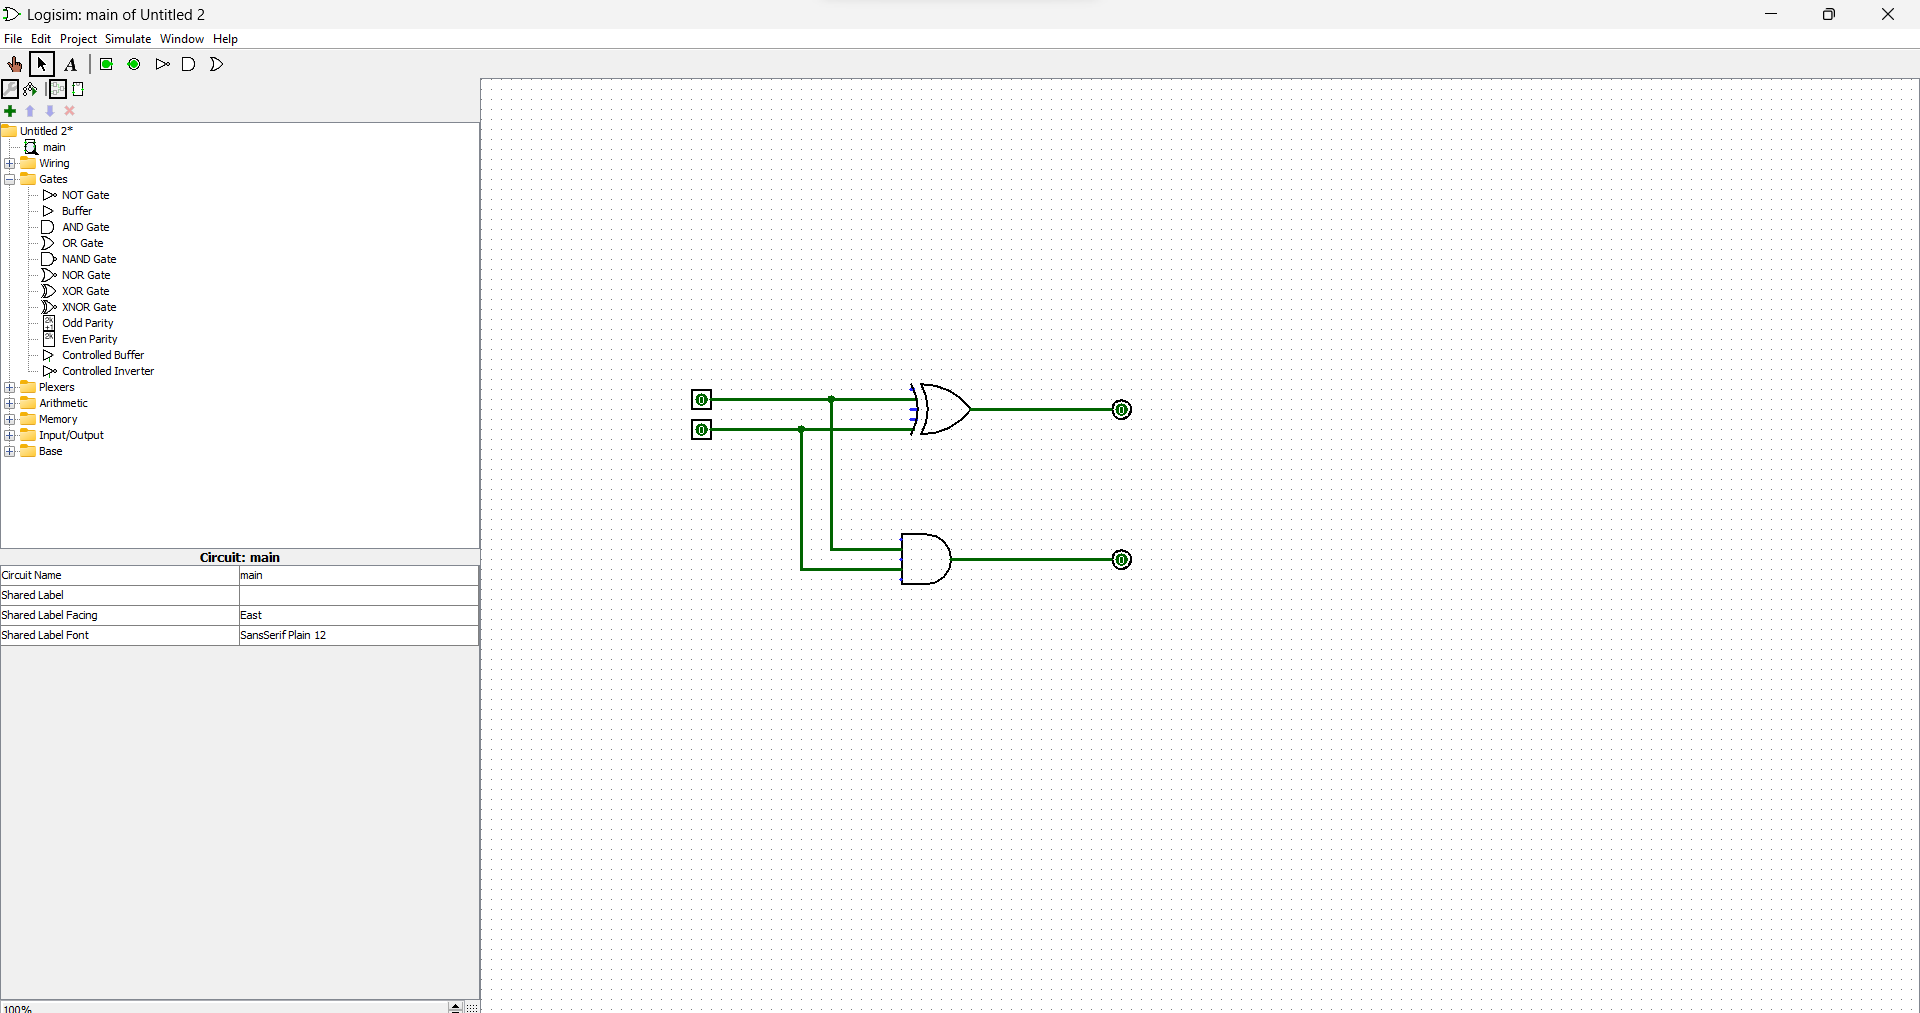 Logisim: main of Untitled 2
File Edit Project Simulate Window Help
A
Untitled 2*
main
Wiring
Gates
NOT Gate
Buffer
AND Gate
OR Gate
NAND Gate
NOR Gate
XOR Gate
XNOR Gate
Odd Parity
Even Parity
Controlled Buffer
Controlled Inverter
Plexers
Arithmetic
Memory
Input/Output
Base
Circuit: main
Circuit Name main
Shared Label
Shared Label Facing East
Shared Label Font SansSerif Plain 12
100%
0
0
0
0